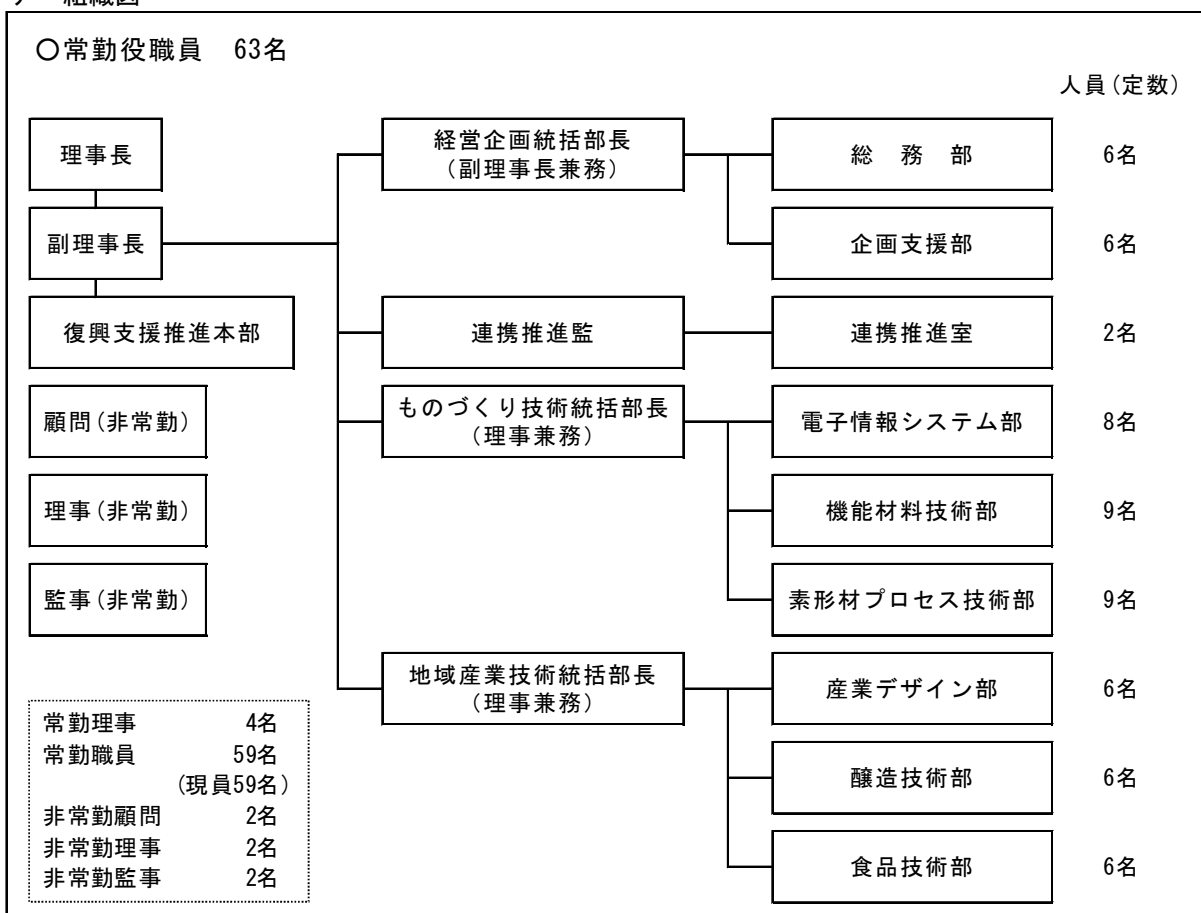 ○常勤役職員　63名
人員(定数)
理事長
経営企画統括部長
(副理事長兼務)
総　務　部
6名
副理事長
企画支援部
6名
復興支援推進本部
連携推進監
連携推進室
2名
顧問(非常勤)
ものづくり技術統括部長
(理事兼務)
電子情報システム部
8名
理事(非常勤)
機能材料技術部
9名
監事(非常勤)
素形材プロセス技術部
9名
地域産業技術統括部長
(理事兼務)
産業デザイン部
6名
醸造技術部
6名
食品技術部
6名
常勤理事　4名
常勤職員　59名
(現員59名)
非常勤顧問　2名
非常勤理事　2名
非常勤監事　2名